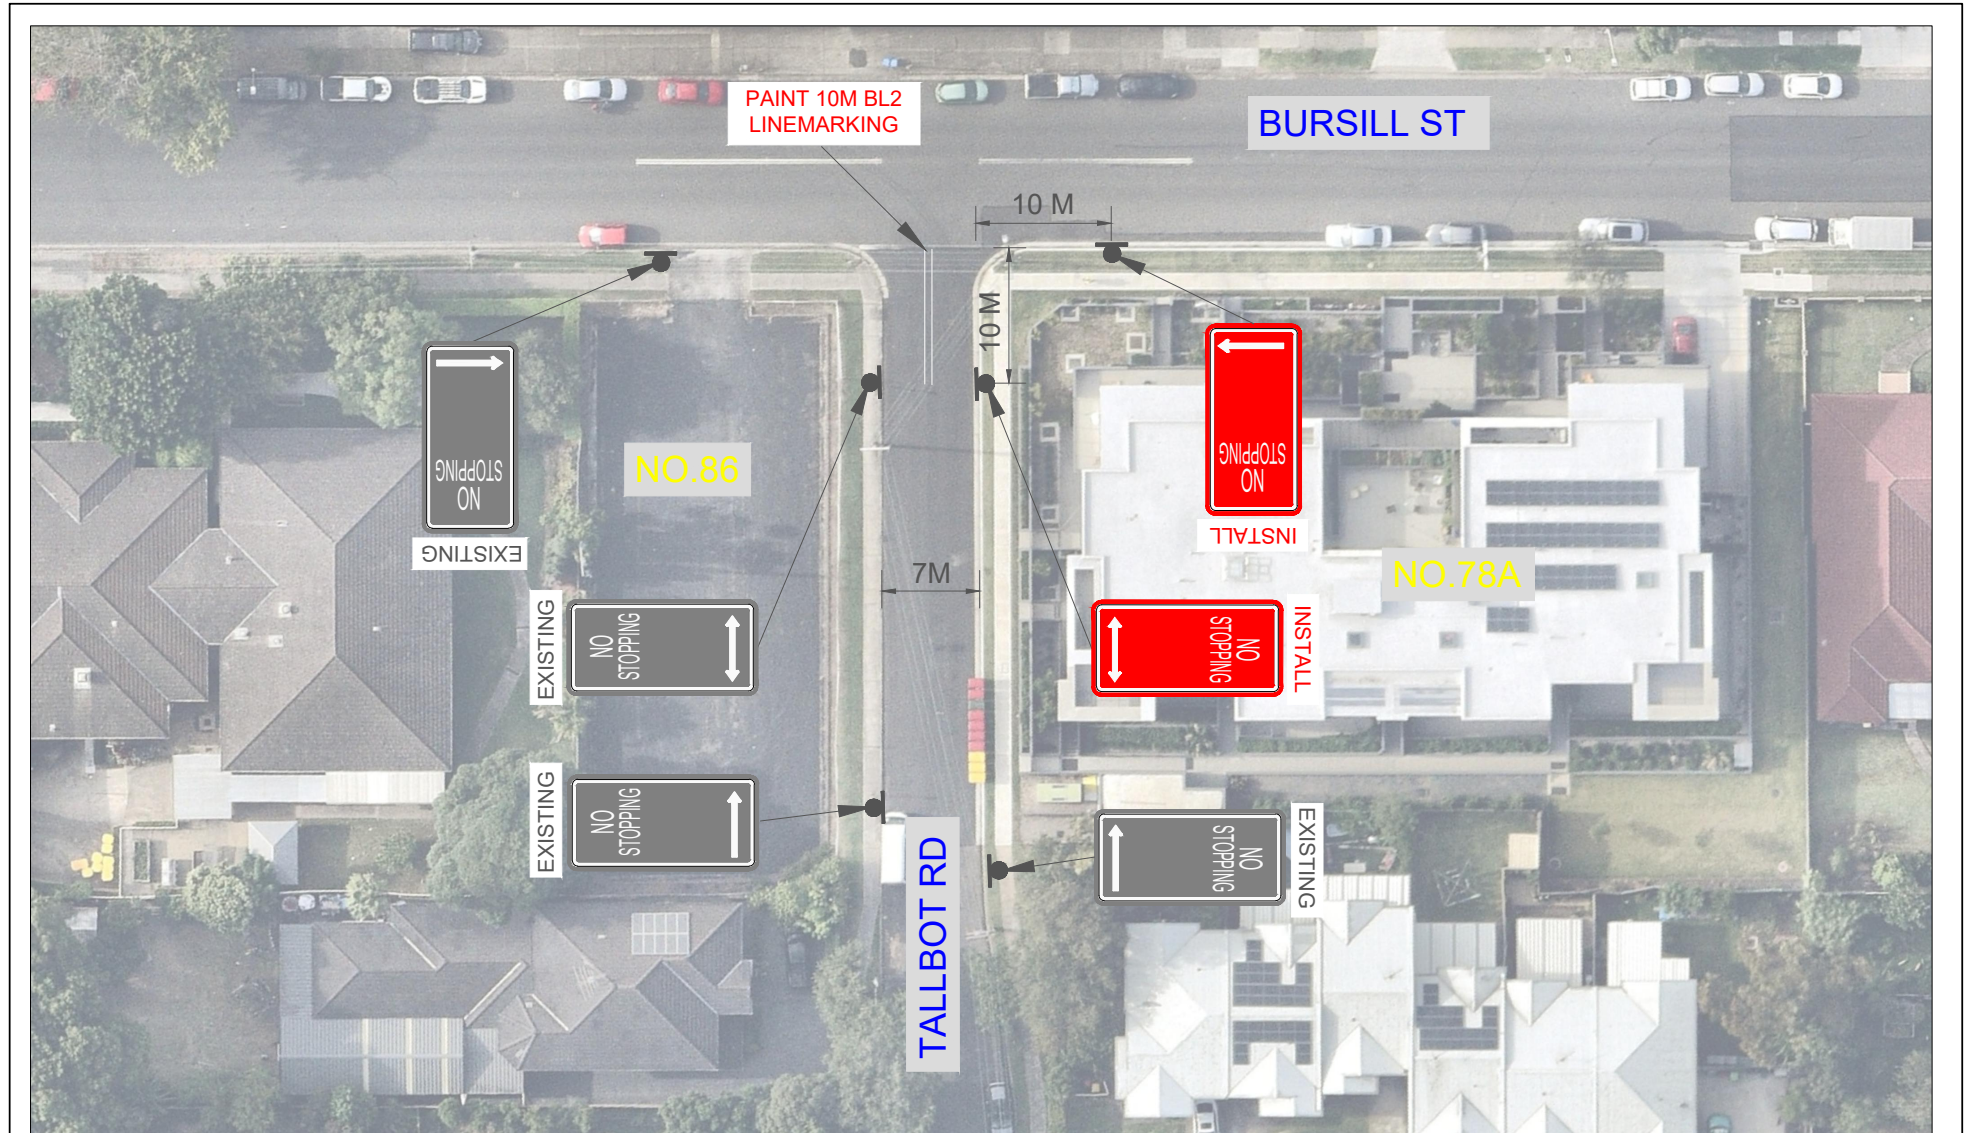 PAINT 10M BL2
LINEMARKING
BURSILL ST
10 M
10 M
NO
STOPPING
EXISTING
NO.86
NO
STOPPING
INSTALL
7M
NO.78A
EXISTING
NO
STOPPING
NO
STOPPING
INSTALL
EXISTING
NO
STOPPING
TALLBOT RD
NO
STOPPING
EXISTING